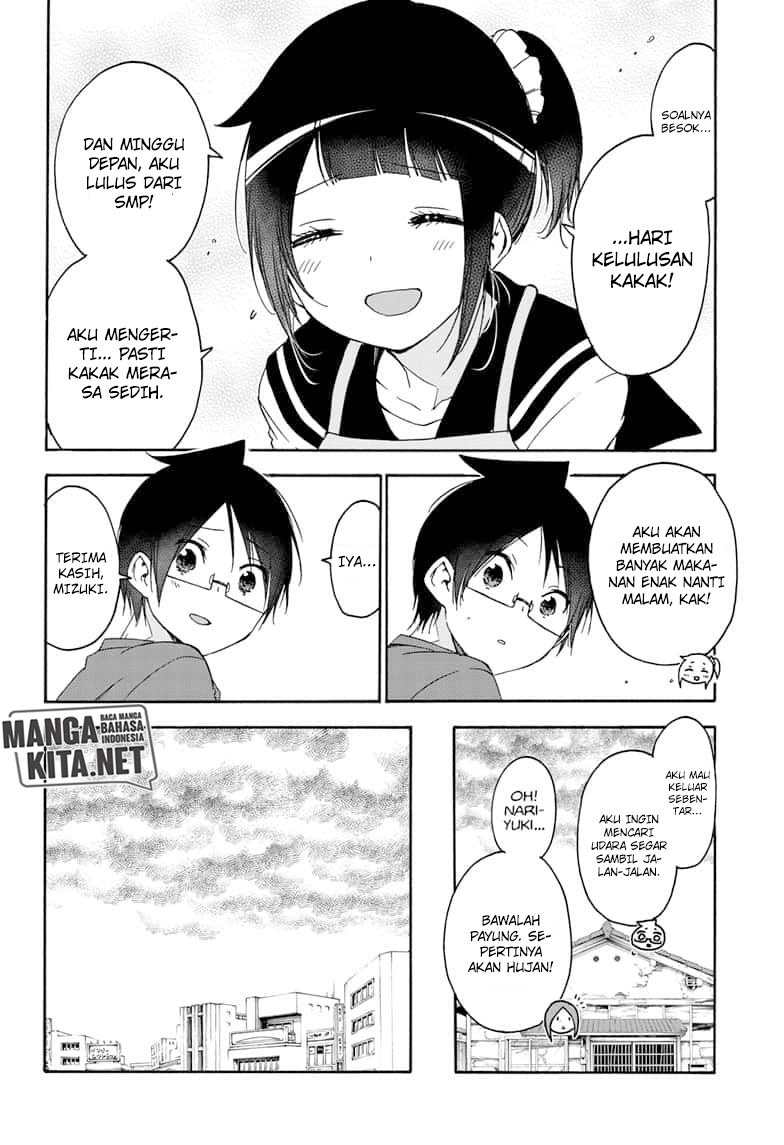 SOALNYA
BESOK...
...HARI
KELULUSAN
KAKAK!
DAN MINGGU
DEPAN, AKU
LULUS DARI
SMP!
AKU MENGER-
TI... PASTI
KAKAK MERA-
SA SEDIH.
AKU AKAN
MEMBUATKAN
BANYAK MAKA-
NAN ENAK NANTI
MALAM, KAK!
IYA...
TERIMA
KASIH,
MIZUKI.
AKU MAU
KELUAR
SEBEN-
TAR...
AKU INGIN
MENCARI
UDARA SEGAR
SAMBIL JA-
LAN-JALAN.
OH!
NARI-
YUKI...
BAWALAH
PAYUNG. SE-
PERTINYA
AKAN HUJAN!
MANGA
KITA.NET
BACA MANGA
BAHASA
INDONESIA